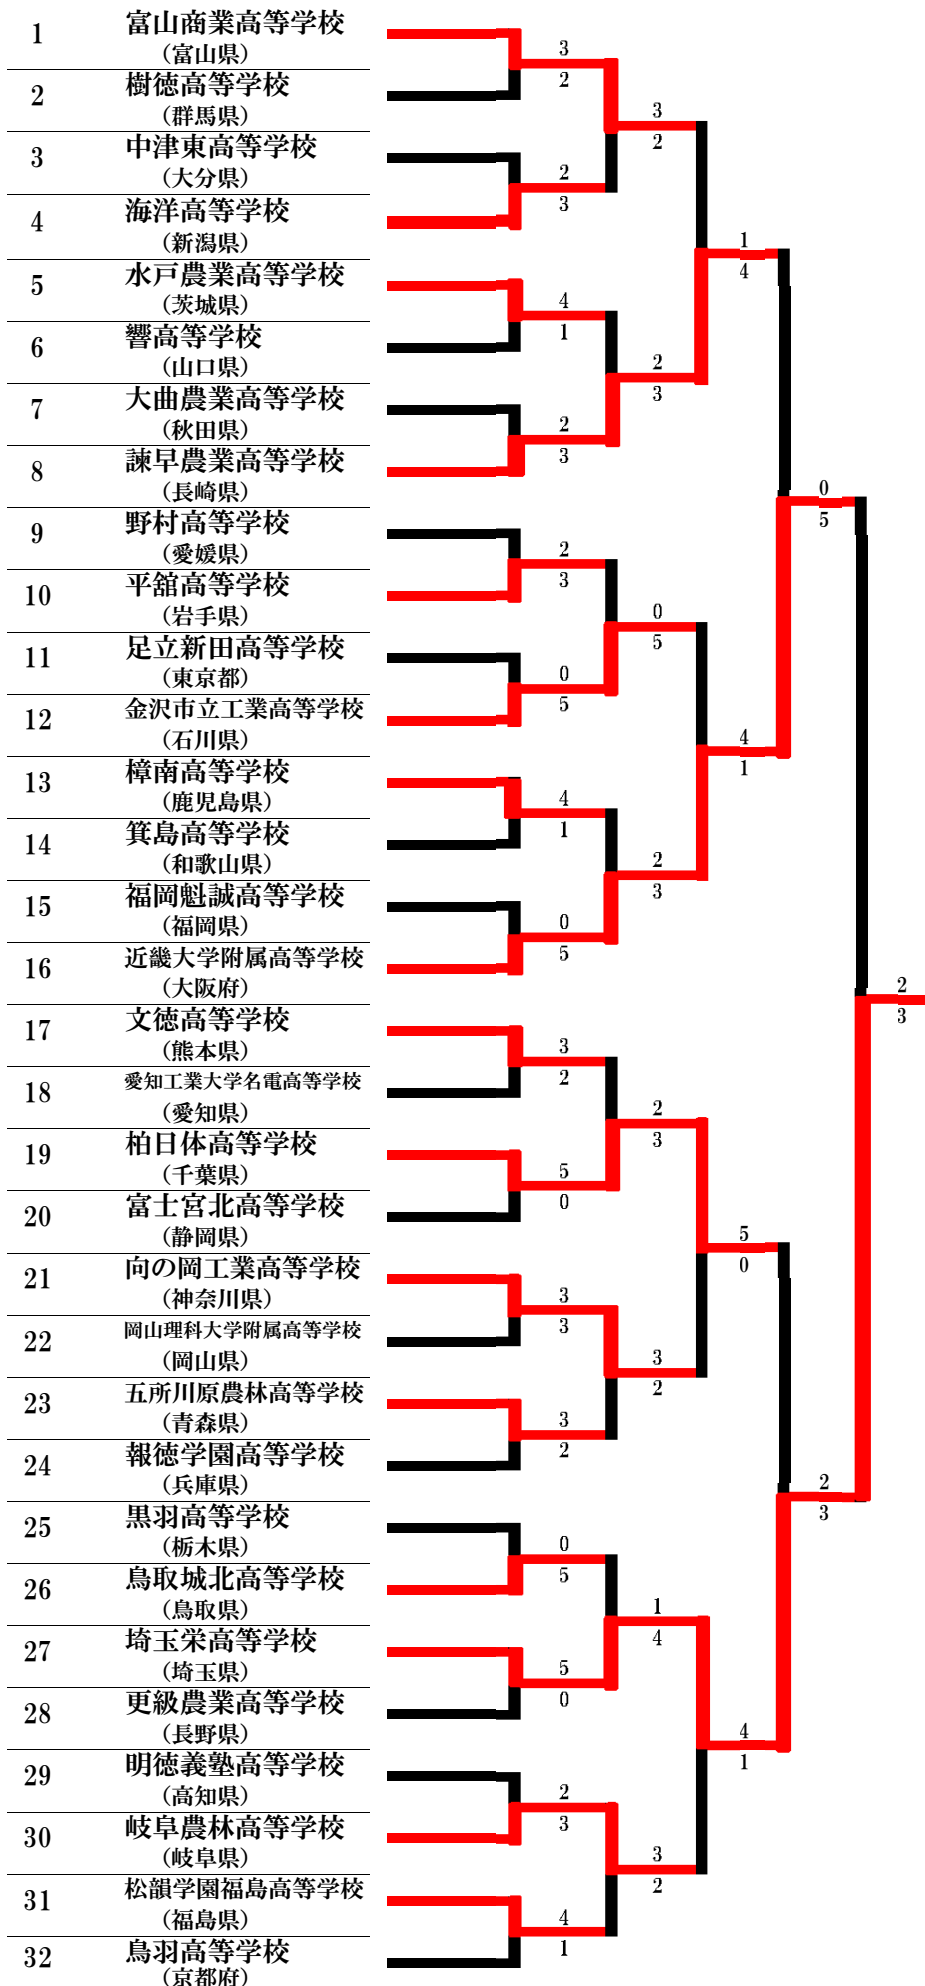 1 富山商業高等学校
（富山県）
2 樹徳高等学校
（群馬県）
3 中津東高等学校
（大分県）
4 海洋高等学校
（新潟県）
5 水戸農業高等学校
（茨城県）
6 響高等学校
（山口県）
7 大曲農業高等学校
（秋田県）
8 諫早農業高等学校
（長崎県）
9 野村高等学校
（愛媛県）
10 平舘高等学校
（岩手県）
11 足立新田高等学校
（東京都）
12 金沢市立工業高等学校
（石川県）
13 樟南高等学校
（鹿児島県）
14 箕島高等学校
（和歌山県）
15 福岡魁誠高等学校
（福岡県）
16 近畿大学附属高等学校
（大阪府）
17 文徳高等学校
（熊本県）
18 愛知工業大学名電高等学校
（愛知県）
19 柏日体高等学校
（千葉県）
20 富士宮北高等学校
（静岡県）
21 向の岡工業高等学校
（神奈川県）
22 岡山理科大学附属高等学校
（岡山県）
23 五所川原農林高等学校
（青森県）
24 報徳学園高等学校
（兵庫県）
25 黒羽高等学校
（栃木県）
26 鳥取城北高等学校
（鳥取県）
27 埼玉栄高等学校
（埼玉県）
28 更級農業高等学校
（長野県）
29 明徳義塾高等学校
（高知県）
30 岐阜農林高等学校
（岐阜県）
31 松韻学園福島高等学校
（福島県）
32 鳥羽高等学校
（京都府）
3
2
2
3
4
1
2
3
2
3
0
5
4
1
0
5
3
2
5
0
3
3
3
2
0
5
5
0
2
3
4
1
3
2
2
3
0
5
2
3
2
3
3
2
1
4
3
2
1
4
4
1
5
0
4
1
0
5
2
3
2
3